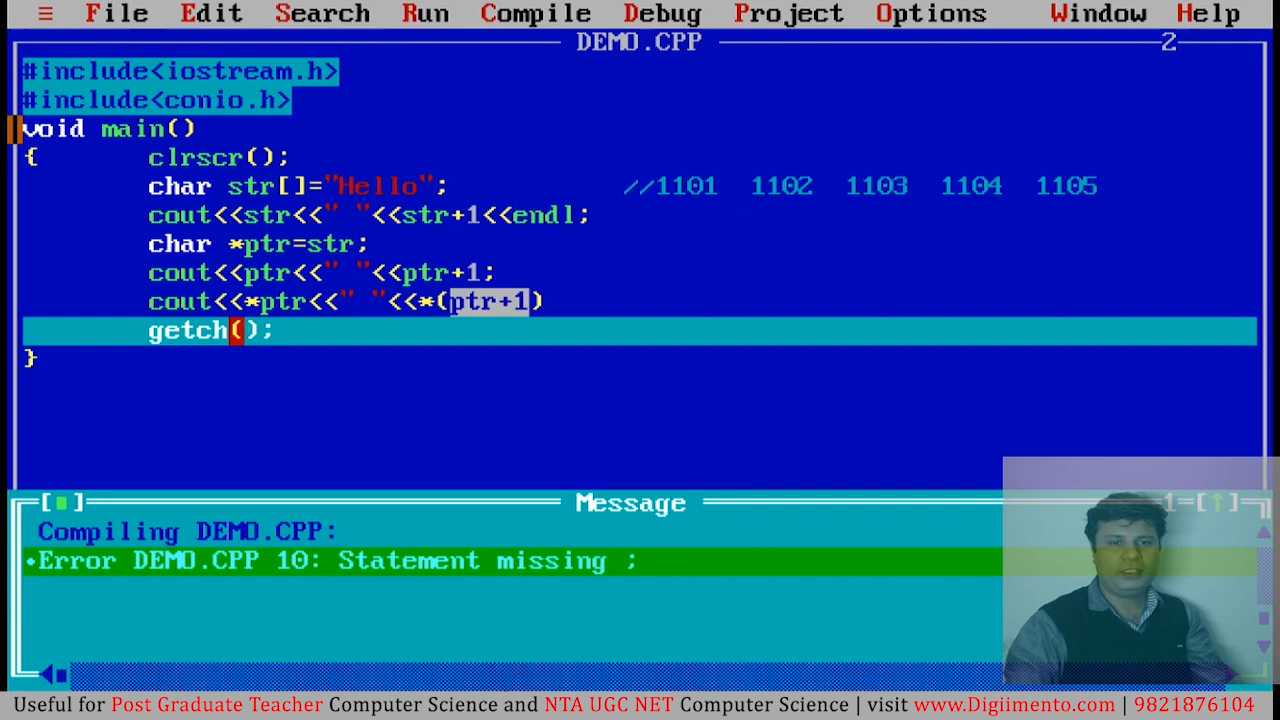 ≡ File Edit Search Run Compile Debug Project Options Window Help
DEMO.CPP 2
#include<iostream.h>
#include<conio.h>
void main()
{ clrscr();
char str[]="Hello"; //1101 1102 1103 1104 1105
cout<<str<<" "<<str+1<<endl;
char *ptr=str;
cout<<ptr<<" "<<ptr+1;
cout<<*ptr<<" "<<*(ptr+1)
getch();
}
[■] Message 1=[↑]
Compiling DEMO.CPP:
•Error DEMO.CPP 10: Statement missing ;
Useful for Post Graduate Teacher Computer Science and NTA UGC NET Computer Science | visit www.Digiimento.com | 9821876104